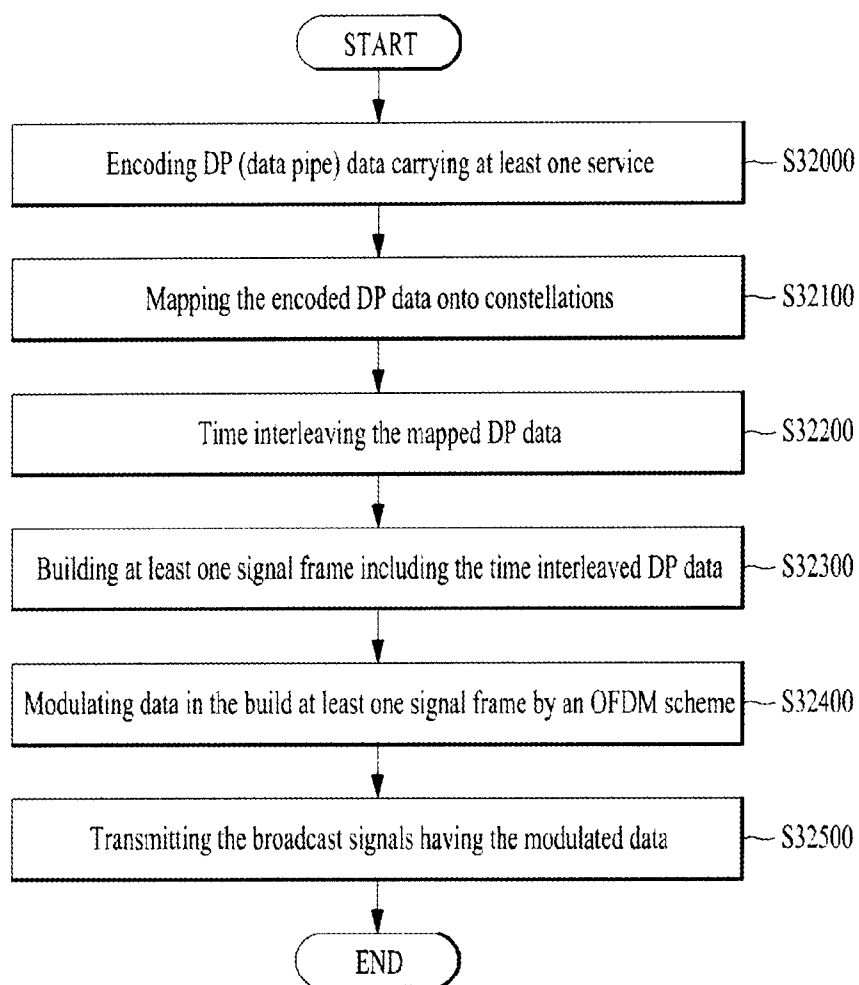 START
Encoding DP (data pipe) data carrying at least one service
S32000
Mapping the encoded DP data onto constellations
S32100
Time interleaving the mapped DP data
S32200
Building at least one signal frame including the time interleaved DP data
S32300
Modulating data in the build at least one signal frame by an OFDM scheme
S32400
Transmitting the broadcast signals having the modulated data
S32500
END